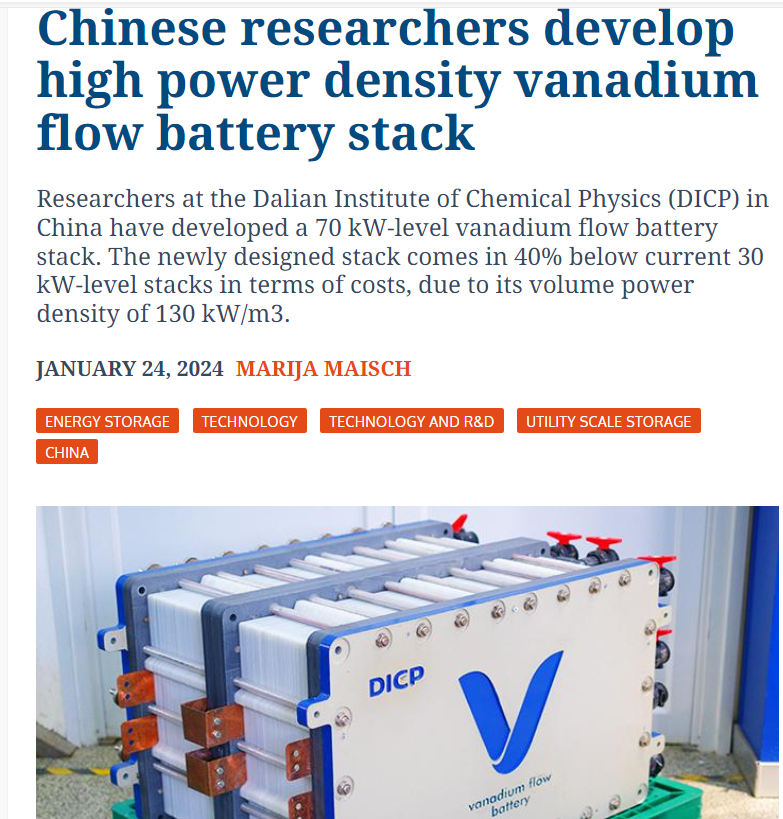 Chinese researchers develop
high power density vanadium
flow battery stack
Researchers at the Dalian Institute of Chemical Physics (DICP) in
China have developed a 70 kW-level vanadium flow battery
stack. The newly designed stack comes in 40% below current 30
kW-level stacks in terms of costs, due to its volume power
density of 130 kW/m3.
JANUARY 24, 2024 MARIJA MAISCH
ENERGY STORAGE TECHNOLOGY TECHNOLOGY AND R&D UTILITY SCALE STORAGE
CHINA
DICP
V
vanadium flow
battery